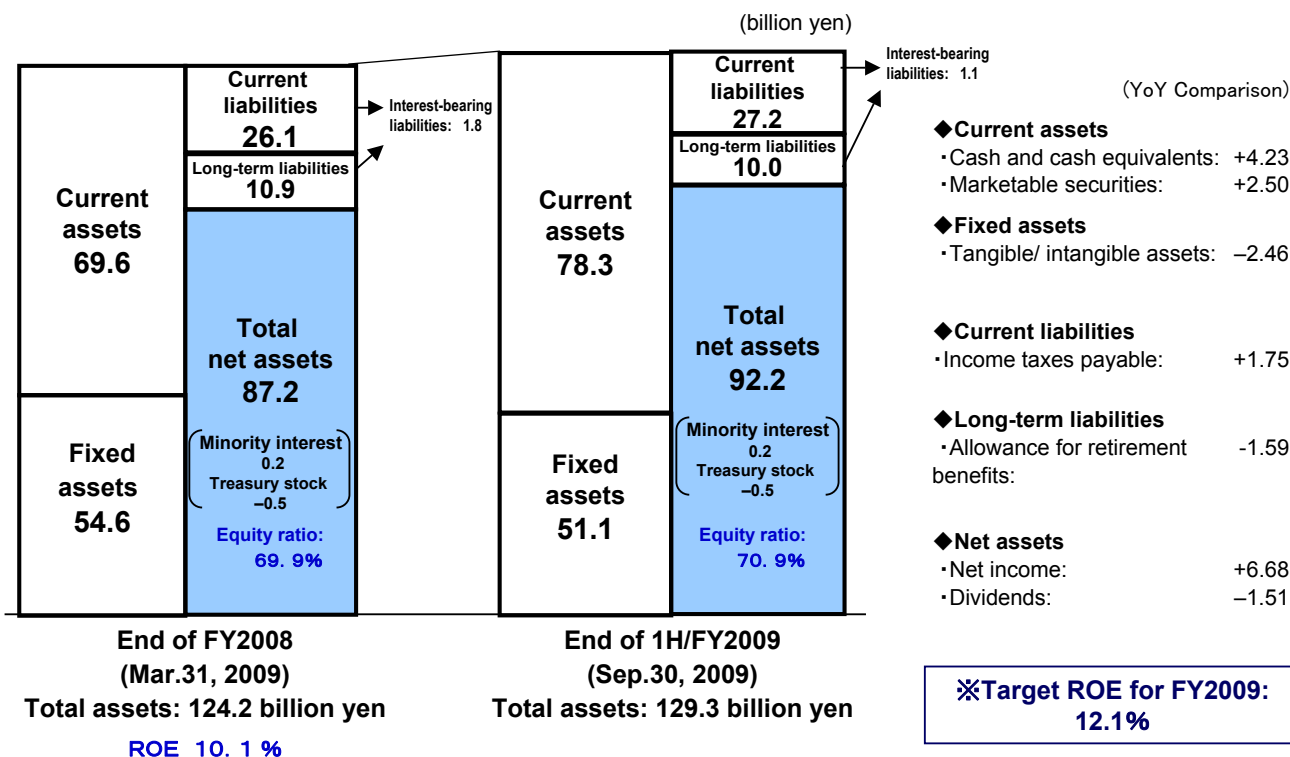 (billion yen)
Current
assets
69.6
Fixed
assets
54.6
Current
liabilities
26.1
Interest-bearing
liabilities: 1.8
Long-term liabilities
10.9
Total
net assets
87.2
Minority interest
0.2
Treasury stock
–0.5
Equity ratio:
69. 9%
End of FY2008
(Mar.31, 2009)
Total assets: 124.2 billion yen
ROE 10. 1 %
Current
assets
78.3
Fixed
assets
51.1
Current
liabilities
27.2
Interest-bearing
liabilities: 1.1
Long-term liabilities
10.0
Total
net assets
92.2
Minority interest
0.2
Treasury stock
–0.5
Equity ratio:
70. 9%
End of 1H/FY2009
(Sep.30, 2009)
Total assets: 129.3 billion yen
(YoY Comparison)
◆Current assets
・Cash and cash equivalents: +4.23
・Marketable securities: +2.50
◆Fixed assets
・Tangible/ intangible assets: –2.46
◆Current liabilities
・Income taxes payable: +1.75
◆Long-term liabilities
・Allowance for retirement -1.59
benefits:
◆Net assets
・Net income: +6.68
・Dividends: –1.51
※Target ROE for FY2009:
12.1%